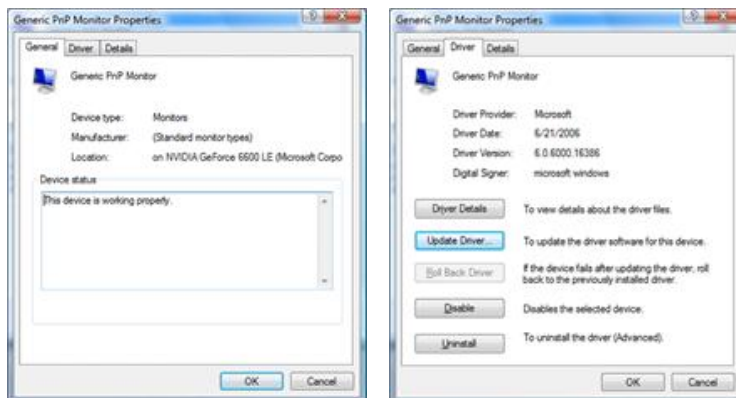 Generic PnP Monitor Properties
General Driver Details
Generic PnP Monitor
Device type: Monitors
Manufacturer: (Standard monitor types)
Location: on NVIDIA GeForce 6600 LE (Microsoft Corpo
Device status
This device is working properly.
OK Cancel
Generic PnP Monitor Properties
General Driver Details
Generic PnP Monitor
Driver Provider: Microsoft
Driver Date: 6/21/2006
Driver Version: 6.0.6000.16386
Digital Signer: microsoft windows
Driver Details To view details about the driver files.
Update Driver... To update the driver software for this device.
Roll Back Driver If the device fails after updating the driver, roll
back to the previously installed driver.
Disable Disables the selected device.
Uninstall To uninstall the driver (Advanced).
OK Cancel